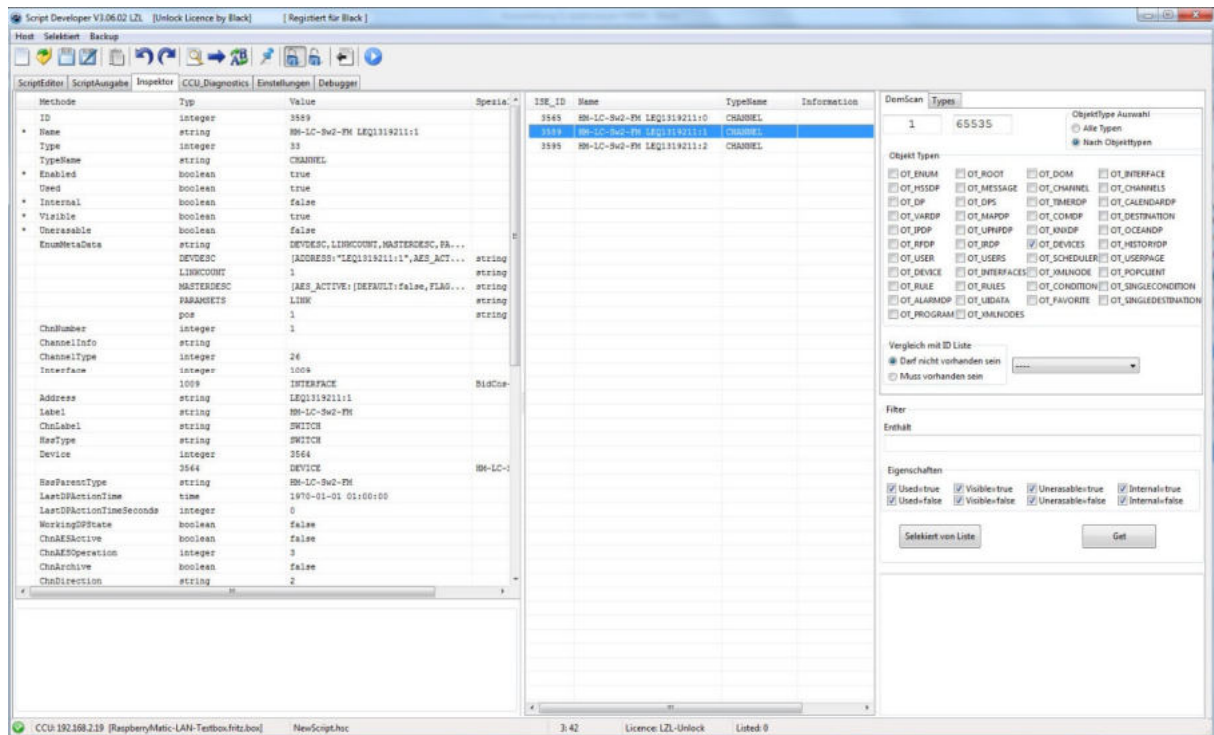 Script Developer V3.06.02 LZL [Unlock Licence by Black] [ Registiert für Black ]
Host Selektiert Backup
ScriptEditor ScriptAusgabe Inspektor CCU_Diagnostics Einstellungen Debugger
Methode Typ Value Spezial
ID integer 3589
* Name string HM-LC-Sw2-FM LEQ1319211:1
Type integer 33
TypeName string CHANNEL
* Enabled boolean true
Used boolean true
* Internal boolean false
* Visible boolean true
* Unerasable boolean false
EnumMetaData DEVDESC,LINKCOUNT,MASTERDESC,PA...
DEVDESC {ADDRESS:"LEQ1319211:1",AES_ACT... string
LINKCOUNT 1 string
MASTERDESC {AES_ACTIVE:{DEFAULT:false,FLAG... string
PARAMSETS LINK string
pos 1 string
ChnNumber integer 1
ChannelInfo string
ChannelType integer 26
Interface integer 1009
1009 INTERFACE BidCos-
Address string LEQ1319211:1
Label string HM-LC-Sw2-FM
ChnLabel string SWITCH
HssType string SWITCH
Device integer 3564
3564 DEVICE HM-LC-S
HssParentType string HM-LC-Sw2-FM
LastDPActionTime time 1970-01-01 01:00:00
LastDPActionTimeSeconds integer 0
WorkingDPState boolean false
ChnAESActive boolean false
ChnAESOperation integer 3
ChnArchive boolean false
ChnDirection string 2
ISE_ID Name TypeName Information
3565 HM-LC-Sw2-FM LEQ1319211:0 CHANNEL
3589 HM-LC-Sw2-FM LEQ1319211:1 CHANNEL
3595 HM-LC-Sw2-FM LEQ1319211:2 CHANNEL
DomScan Types
1 65535
ObjektType Auswahl
Alle Typen
Nach Objekttypen
Objekt Typen
OT_ENUM OT_ROOT OT_DOM OT_INTERFACE
OT_HSSDP OT_MESSAGE OT_CHANNEL OT_CHANNELS
OT_DP OT_DPS OT_TIMERDP OT_CALENDARDP
OT_VARDP OT_MAPDP OT_COMDP OT_DESTINATION
OT_IPDP OT_UPNPDP OT_KNXDP OT_OCEANDP
OT_RFDP OT_IRDP OT_DEVICES OT_HISTORYDP
OT_USER OT_USERS OT_SCHEDULER OT_USERPAGE
OT_DEVICE OT_INTERFACES OT_XMLNODE OT_POPCLIENT
OT_RULE OT_RULES OT_CONDITION OT_SINGLECONDITION
OT_ALARMDP OT_UIDATA OT_FAVORITE OT_SINGLEDESTINATION
OT_PROGRAM OT_XMLNODES
Vergleich mit ID Liste
Darf nicht vorhanden sein ----
Muss vorhanden sein
Filter
Enthält
Eigenschaften
Used=true Visible=true Unerasable=true Internal=true
Used=false Visible=false Unerasable=false Internal=false
Selekiert von Liste Get
CCU: 192.168.2.19 [RaspberryMatic-LAN-Testbox.fritz.box] NewScript.hsc 3: 42 Licence: LZL-Unlock Listed: 0